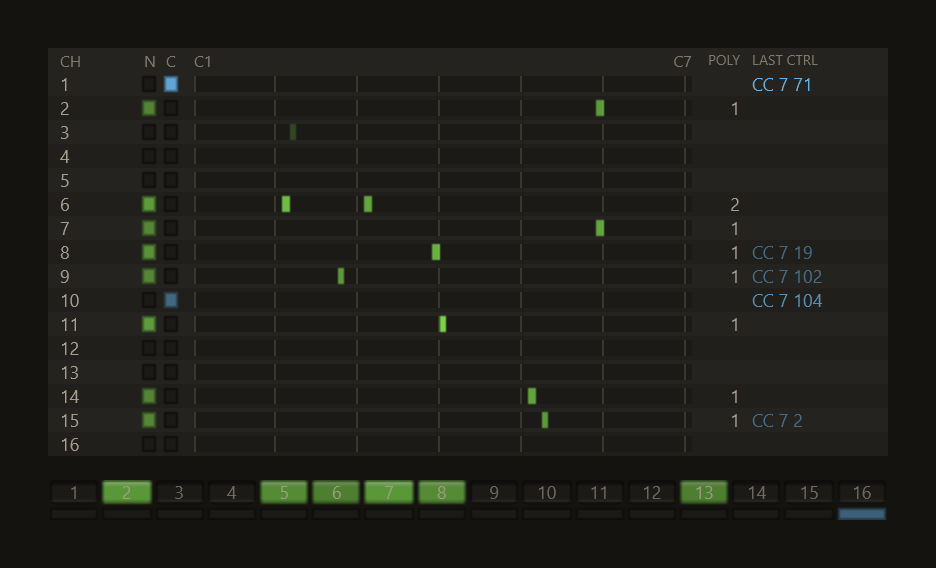 CH N C C1 C7 POLY LAST CTRL
1 CC 7 71
2 1
3
4
5
6 2
7 1
8 1 CC 7 19
9 1 CC 7 102
10 CC 7 104
11 1
12
13
14 1
15 1 CC 7 2
16
1 2 3 4 5 6 7 8 9 10 11 12 13 14 15 16